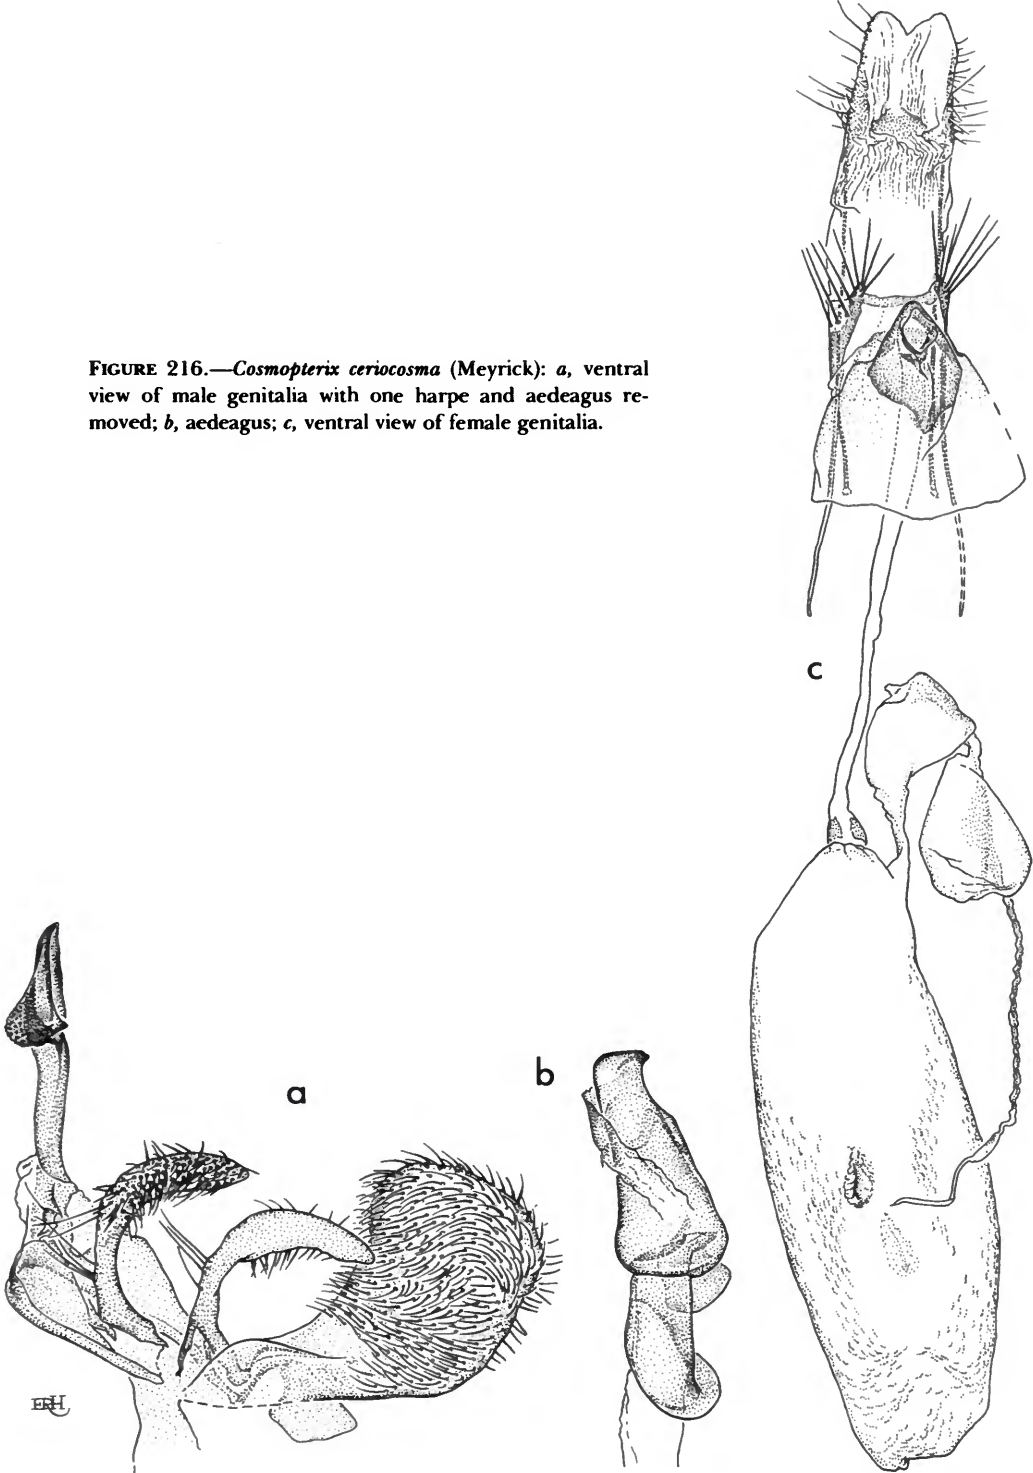 FIGURE 216.—Cosmopterix ceriocosma (Meyrick): a, ventral
view of male genitalia with one harpe and aedeagus re-
moved; b, aedeagus; c, ventral view of female genitalia.
c
b
a